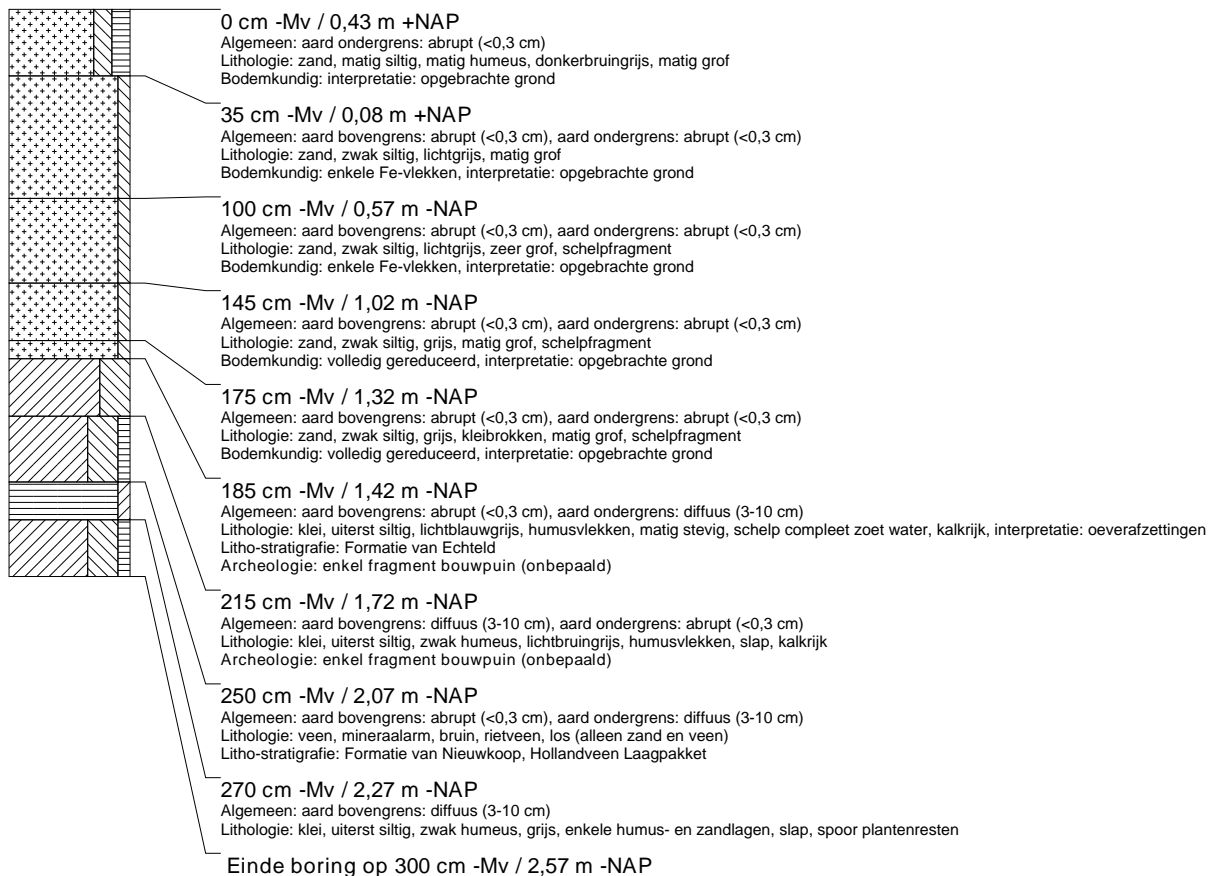 0 cm -Mv / 0,43 m +NAP
Algemeen: aard ondergrens: abrupt (<0,3 cm)
Lithologie: zand, matig siltig, matig humeus, donkerbruingrijs, matig grof
Bodemkundig: interpretatie: opgebrachte grond
35 cm -Mv / 0,08 m +NAP
Algemeen: aard bovengrens: abrupt (<0,3 cm), aard ondergrens: abrupt (<0,3 cm)
Lithologie: zand, zwak siltig, lichtgrijs, matig grof
Bodemkundig: enkele Fe-vlekken, interpretatie: opgebrachte grond
100 cm -Mv / 0,57 m -NAP
Algemeen: aard bovengrens: abrupt (<0,3 cm), aard ondergrens: abrupt (<0,3 cm)
Lithologie: zand, zwak siltig, lichtgrijs, zeer grof, schelpfragment
Bodemkundig: enkele Fe-vlekken, interpretatie: opgebrachte grond
145 cm -Mv / 1,02 m -NAP
Algemeen: aard bovengrens: abrupt (<0,3 cm), aard ondergrens: abrupt (<0,3 cm)
Lithologie: zand, zwak siltig, grijs, matig grof, schelpfragment
Bodemkundig: volledig gereduceerd, interpretatie: opgebrachte grond
175 cm -Mv / 1,32 m -NAP
Algemeen: aard bovengrens: abrupt (<0,3 cm), aard ondergrens: abrupt (<0,3 cm)
Lithologie: zand, zwak siltig, grijs, kleibrokken, matig grof, schelpfragment
Bodemkundig: volledig gereduceerd, interpretatie: opgebrachte grond
185 cm -Mv / 1,42 m -NAP
Algemeen: aard bovengrens: abrupt (<0,3 cm), aard ondergrens: diffuus (3-10 cm)
Lithologie: klei, uiterst siltig, lichtblauwgrijs, humusvlekken, matig stevig, schelp compleet zoet water, kalkrijk, interpretatie: oeverafzettingen
Litho-stratigrafie: Formatie van Echteld
Archeologie: enkel fragment bouwpuin (onbepaald)
215 cm -Mv / 1,72 m -NAP
Algemeen: aard bovengrens: diffuus (3-10 cm), aard ondergrens: abrupt (<0,3 cm)
Lithologie: klei, uiterst siltig, zwak humeus, lichtbruingrijs, humusvlekken, slap, kalkrijk
Archeologie: enkel fragment bouwpuin (onbepaald)
250 cm -Mv / 2,07 m -NAP
Algemeen: aard bovengrens: abrupt (<0,3 cm), aard ondergrens: diffuus (3-10 cm)
Lithologie: veen, mineraalarm, bruin, rietveen, los (alleen zand en veen)
Litho-stratigrafie: Formatie van Nieuwkoop, Hollandveen Laagpakket
270 cm -Mv / 2,27 m -NAP
Algemeen: aard bovengrens: diffuus (3-10 cm)
Lithologie: klei, uiterst siltig, zwak humeus, grijs, enkele humus- en zandlagen, slap, spoor plantenresten
Einde boring op 300 cm -Mv / 2,57 m -NAP